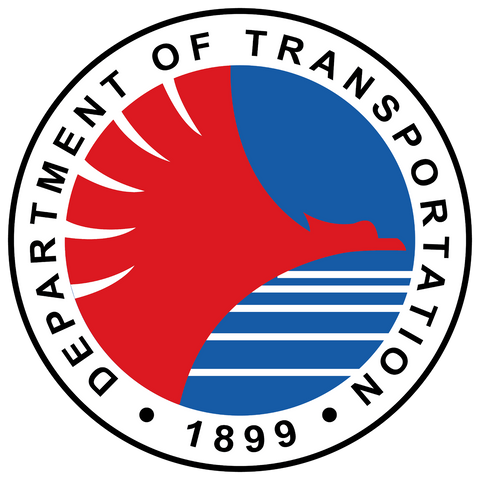 DEPARTMENT OF TRANSPORTATION
• 1899 •